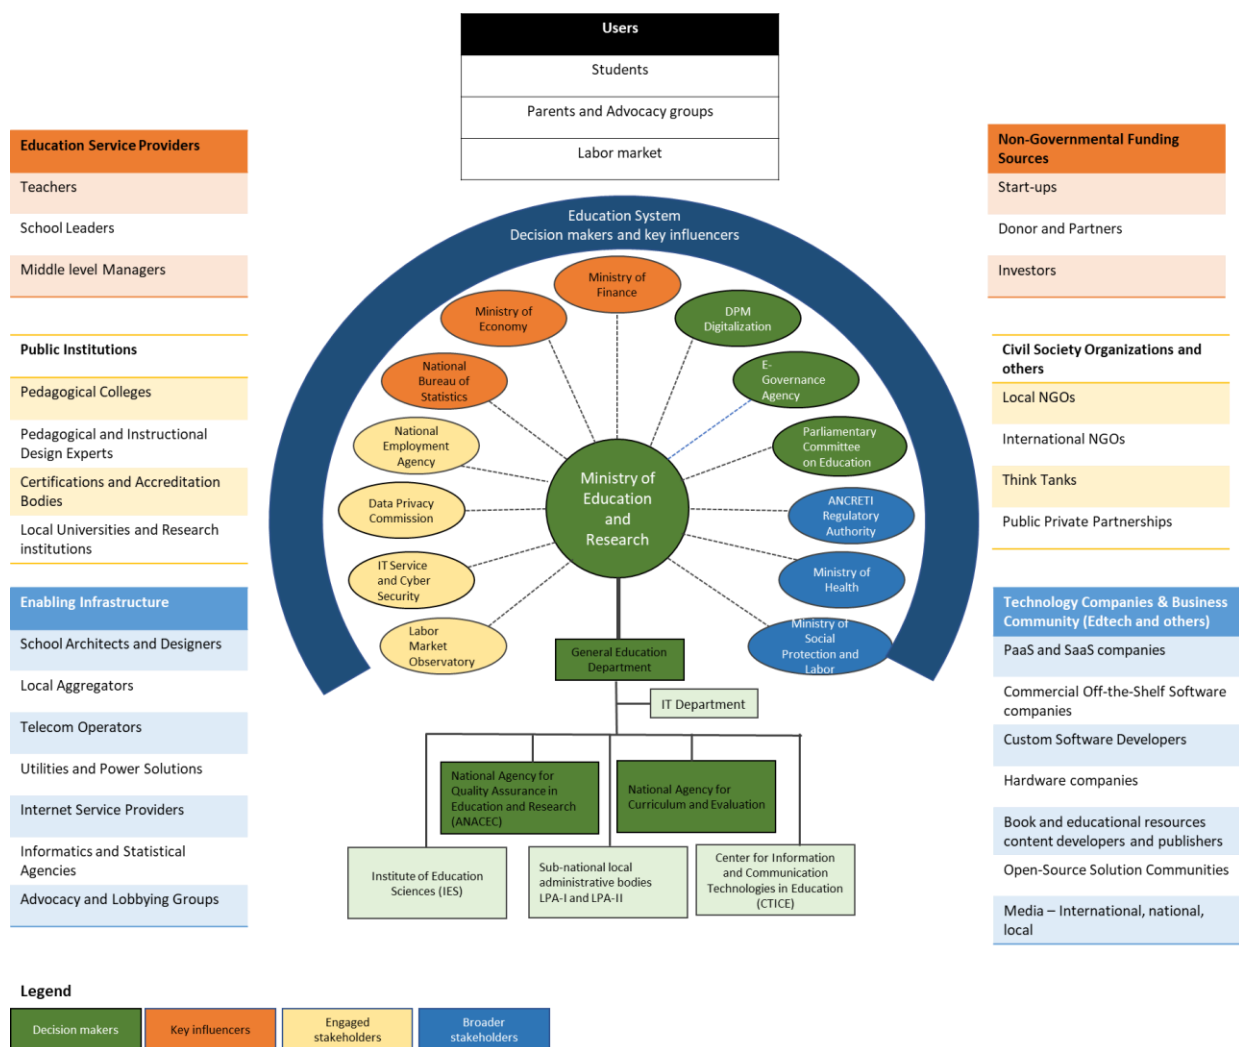 Users
Students
Parents and Advocacy groups
Labor market
Education Service Providers
Teachers
School Leaders
Middle level Managers
Public Institutions
Pedagogical Colleges
Pedagogical and Instructional
Design Experts
Certifications and Accreditation
Bodies
Local Universities and Research
institutions
Enabling Infrastructure
School Architects and Designers
Local Aggregators
Telecom Operators
Utilities and Power Solutions
Internet Service Providers
Informatics and Statistical
Agencies
Advocacy and Lobbying Groups
Education System
Decision makers and key influencers
Ministry of
Finance
Ministry of
Economy
DPM
Digitalization
National
Bureau of
Statistics
E-
Governance
Agency
National
Employment
Agency
Parliamentary
Committee
on Education
Data Privacy
Commission
Ministry of
Education
and
Research
ANCRETI
Regulatory
Authority
IT Service
and Cyber
Security
Ministry of
Health
Labor
Market
Observatory
Ministry of
Social
Protection and
Labor
General Education
Department
IT Department
National Agency for
Quality Assurance in
Education and Research
(ANACEC)
National Agency for
Curriculum and Evaluation
Institute of Education
Sciences (IES)
Sub-national local
administrative bodies
LPA-I and LPA-II
Center for Information
and Communication
Technologies in Education
(CTICE)
Non-Governmental Funding
Sources
Start-ups
Donor and Partners
Investors
Civil Society Organizations and
others
Local NGOs
International NGOs
Think Tanks
Public Private Partnerships
Technology Companies & Business
Community (Edtech and others)
PaaS and SaaS companies
Commercial Off-the-Shelf Software
companies
Custom Software Developers
Hardware companies
Book and educational resources
content developers and publishers
Open-Source Solution Communities
Media – International, national,
local
Legend
Decision makers
Key influencers
Engaged
stakeholders
Broader
stakeholders